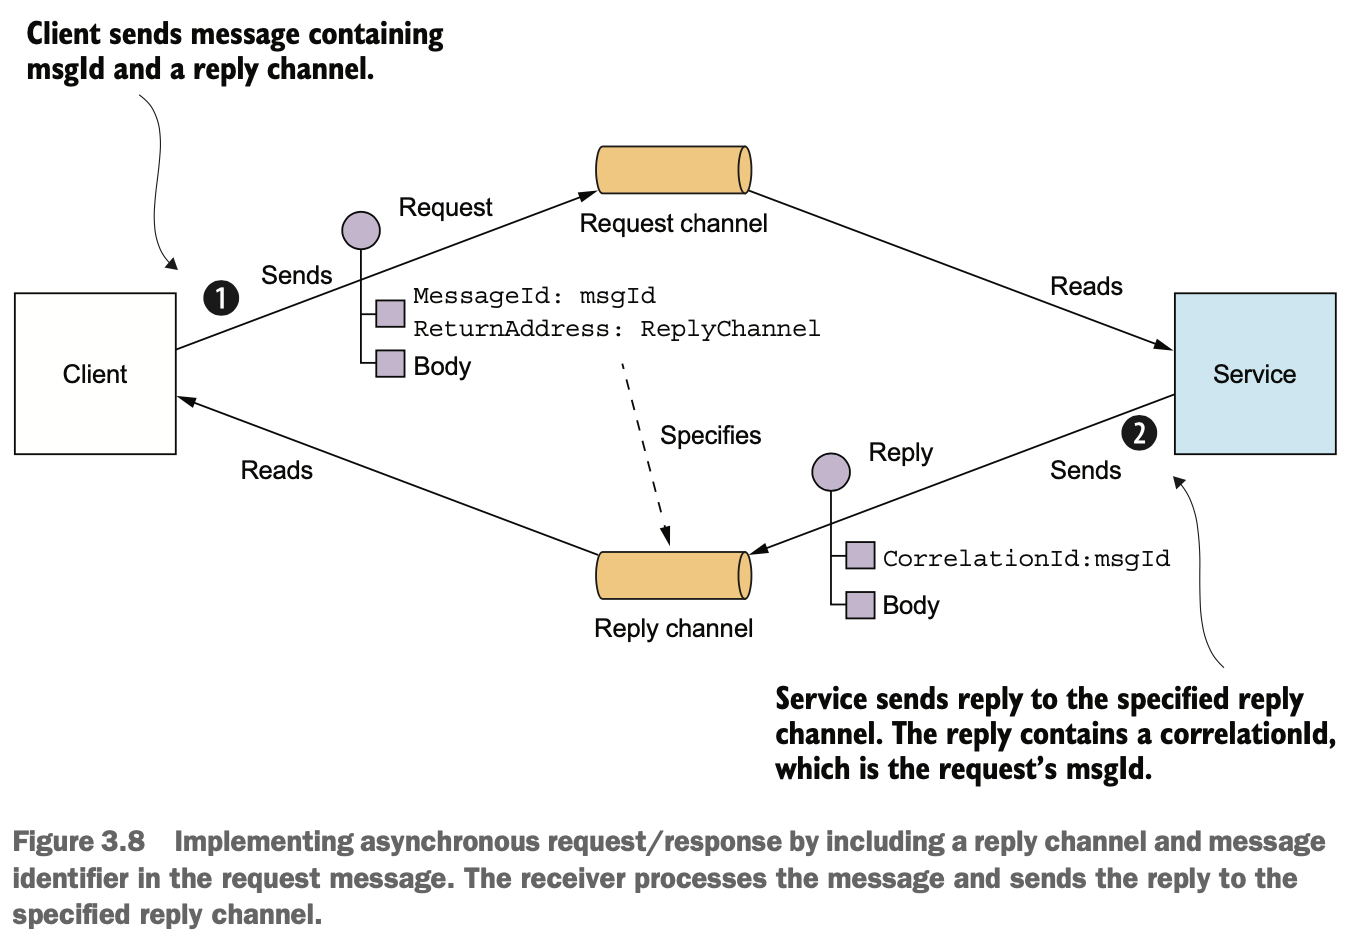 Client sends message containing
msgId and a reply channel.
Request
Request channel
Sends
1
Reads
MessageId: msgId
ReturnAddress: ReplyChannel
Body
Client
Service
Specifies
2
Reply
Sends
Reads
CorrelationId:msgId
Body
Reply channel
Service sends reply to the specified reply
channel. The reply contains a correlationId,
which is the request's msgId.
Figure 3.8 Implementing asynchronous request/response by including a reply channel and message
identifier in the request message. The receiver processes the message and sends the reply to the
specified reply channel.